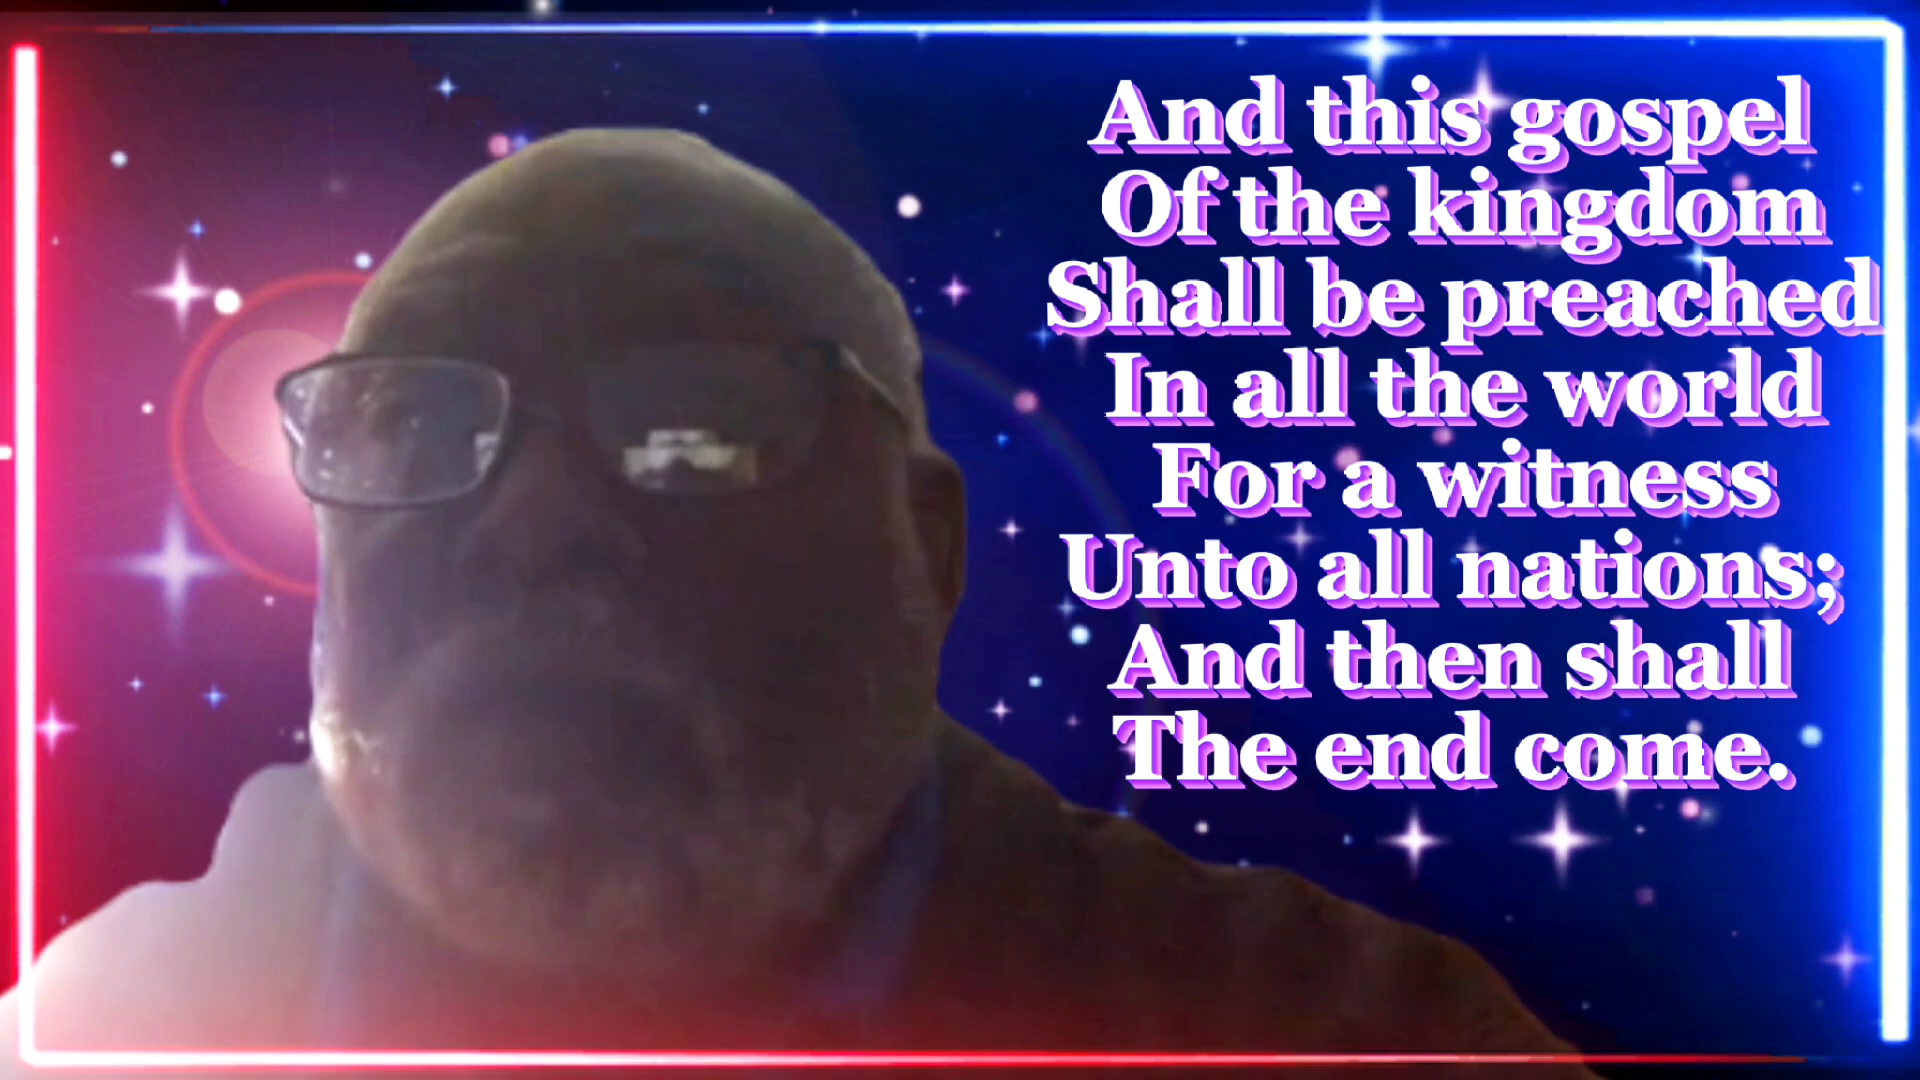 And this gospel
Of the kingdom
Shall be preached
In all the world
For a witness
Unto all nations;
And then shall
The end come.